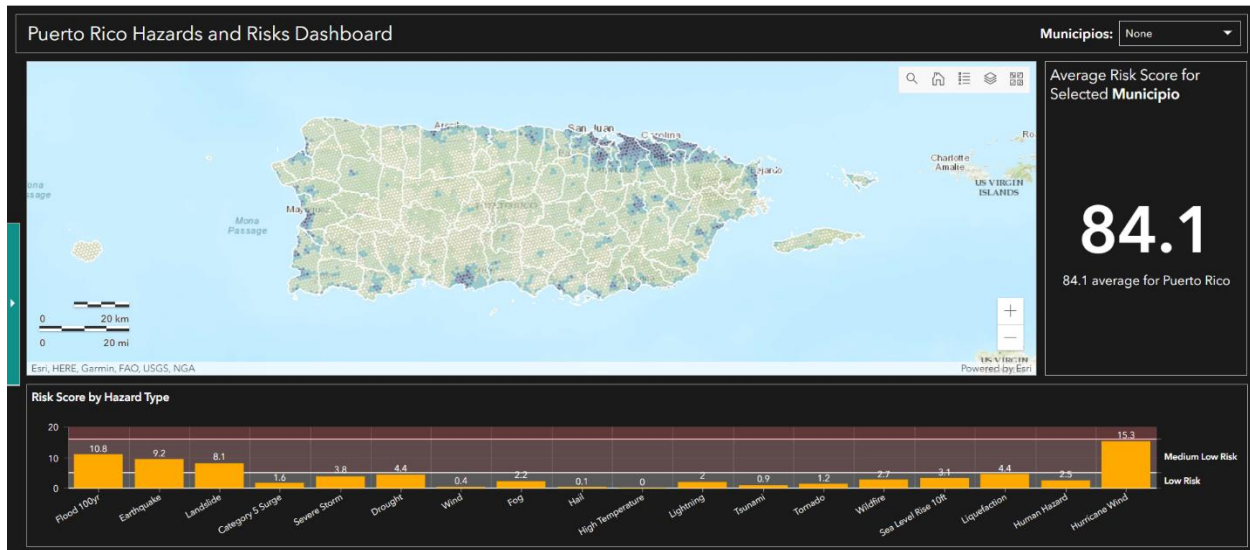 Puerto Rico Hazards and Risks Dashboard
Municipios: None
San Juan
Carolina
Charlotte
Amalie
US VIRGIN
ISLANDS
Mona
Passage
0 20 km
0 20 mi
Esri, HERE, Garmin, FAO, USGS, NGA
Powered by Esri
Average Risk Score for
Selected Municipio
84.1
84.1 average for Puerto Rico
Risk Score by Hazard Type
20
10
0
10.8
9.2
8.1
1.6
3.8
4.4
0.4
2.2
0.1
0
2
0.9
1.2
2.7
3.1
4.4
2.5
15.3
Medium Low Risk
Low Risk
Flood 100yr
Earthquake
Landslide
Category 5 Surge
Severe Storm
Drought
Wind
Fog
Hail
High Temperature
Lightning
Tsunami
Tornado
Wildfire
Sea Level Rise 10ft
Liquefaction
Human Hazard
Hurricane Wind